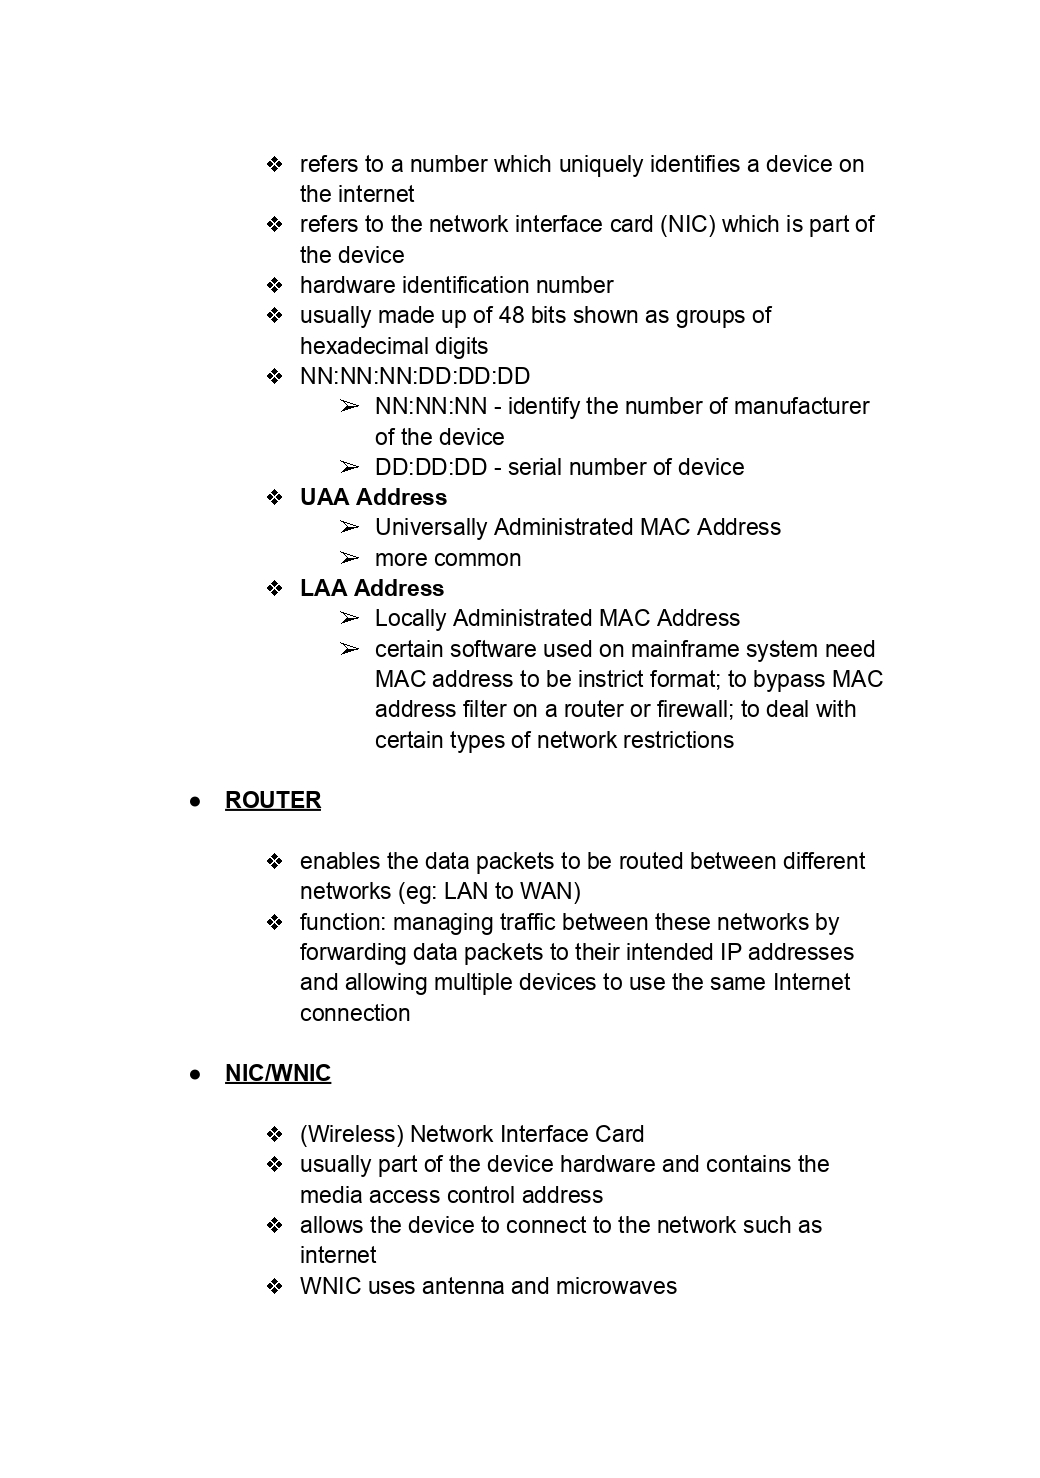 ❖ refers to a number which uniquely identifies a device on
the internet
❖ refers to the network interface card (NIC) which is part of
the device
❖ hardware identification number
❖ usually made up of 48 bits shown as groups of
hexadecimal digits
❖ NN:NN:NN:DD:DD:DD
➢ NN:NN:NN - identify the number of manufacturer
of the device
➢ DD:DD:DD - serial number of device
❖ UAA Address
➢ Universally Administrated MAC Address
➢ more common
❖ LAA Address
➢ Locally Administrated MAC Address
➢ certain software used on mainframe system need
MAC address to be instrict format; to bypass MAC
address filter on a router or firewall; to deal with
certain types of network restrictions
● ROUTER
❖ enables the data packets to be routed between different
networks (eg: LAN to WAN)
❖ function: managing traffic between these networks by
forwarding data packets to their intended IP addresses
and allowing multiple devices to use the same Internet
connection
● NIC/WNIC
❖ (Wireless) Network Interface Card
❖ usually part of the device hardware and contains the
media access control address
❖ allows the device to connect to the network such as
internet
❖ WNIC uses antenna and microwaves